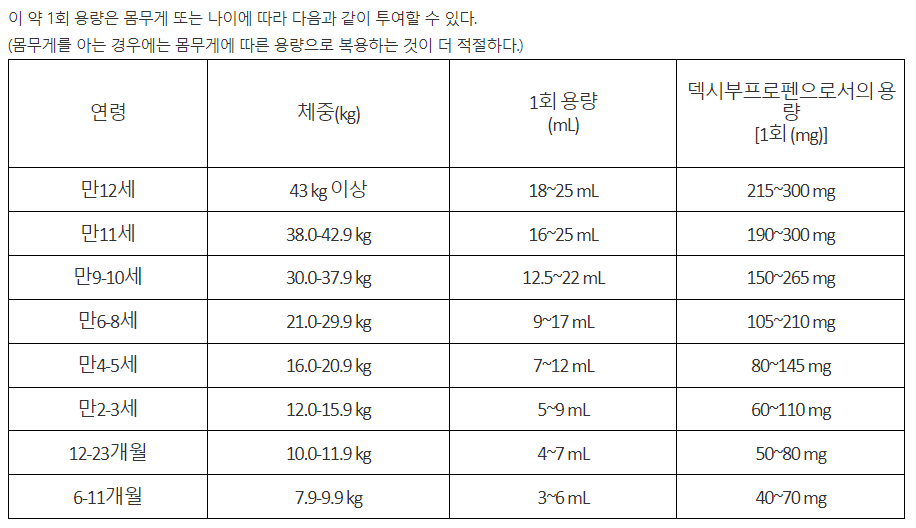 이 약 1회 용량은 몸무게 또는 나이에 따라 다음과 같이 투여할 수 있다.
(몸무게를 아는 경우에는 몸무게에 따른 용량으로 복용하는 것이 더 적절하다.)
연령 체중(kg) 1회 용량 (mL) 덱시부프로펜으로서의 용량 [1회 (mg)]
만12세 43 kg 이상 18~25 mL 215~300 mg
만11세 38.0-42.9 kg 16~25 mL 190~300 mg
만9-10세 30.0-37.9 kg 12.5~22 mL 150~265 mg
만6-8세 21.0-29.9 kg 9~17 mL 105~210 mg
만4-5세 16.0-20.9 kg 7~12 mL 80~145 mg
만2-3세 12.0-15.9 kg 5~9 mL 60~110 mg
12-23개월 10.0-11.9 kg 4~7 mL 50~80 mg
6-11개월 7.9-9.9 kg 3~6 mL 40~70 mg